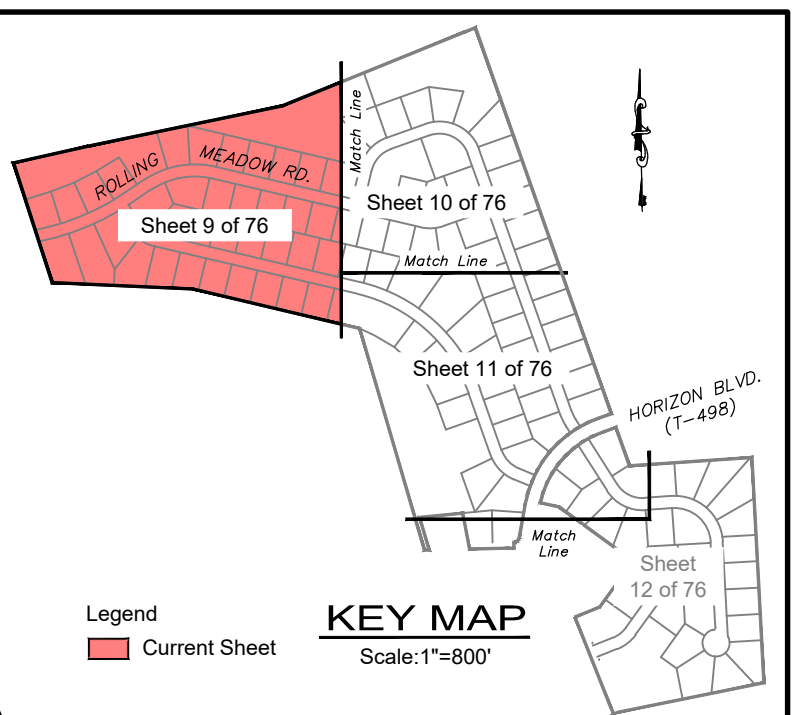 ROLLING
MEADOW RD.
Sheet 9 of 76
Match Line
Sheet 10 of 76
Match Line
Sheet 11 of 76
HORIZON BLVD.
(T-498)
Match
Line
Sheet
12 of 76
Legend
Current Sheet
KEY MAP
Scale:1"=800'